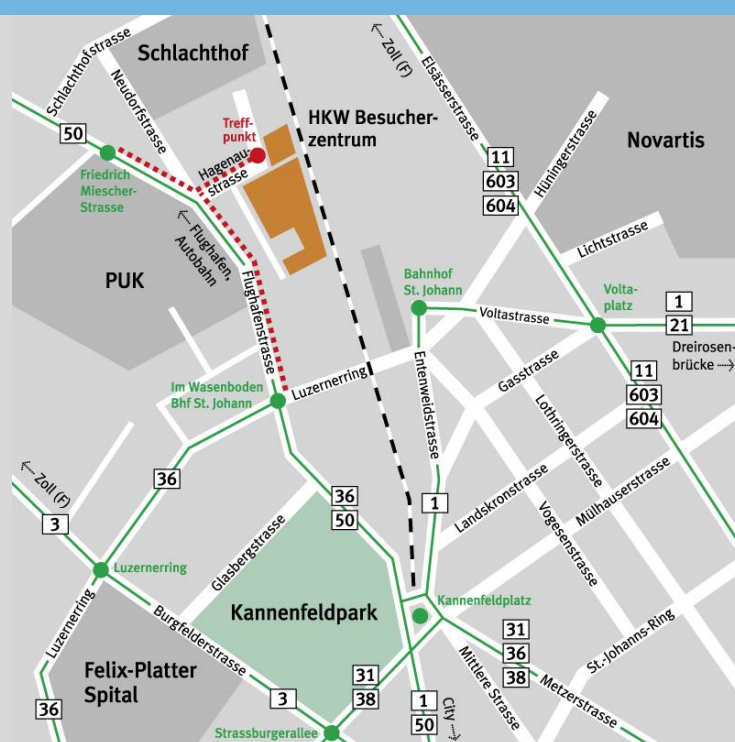 Schlachthofstrasse
Schlachthof
Neudorfstrasse
← Zoll (F)
Elsässerstrasse
50
Treff-
punkt
HKW Besucher-
zentrum
Novartis
Friedrich
Miescher-
Strasse
Hagenau-
strasse
11
603
604
Hüningerstrasse
← Flughafen,
Autobahn
Lichtstrasse
PUK
Flughafenstrasse
Bahnhof
St. Johann
Volta-
platz
1
21
Voltastrasse
Dreirosen-
brücke →
Im Wasenboden
Bhf St. Johann
Luzernerring
Entenweidstrasse
Gasstrasse
11
603
604
Lothringerstrasse
← Zoll (F)
36
3
36
50
1
Landskronstrasse
Vogesenstrasse
Mülhauserstrasse
Glasbergstrasse
Luzernerring
Kannenfeldpark
Kannenfeldplatz
Luzernerring
Burgfelderstrasse
31
36
38
St.-Johanns-Ring
Felix-Platter
Spital
31
38
Mittlere Strasse
Metzerstrasse
36
3
1
50
City →
Strassburgerallee